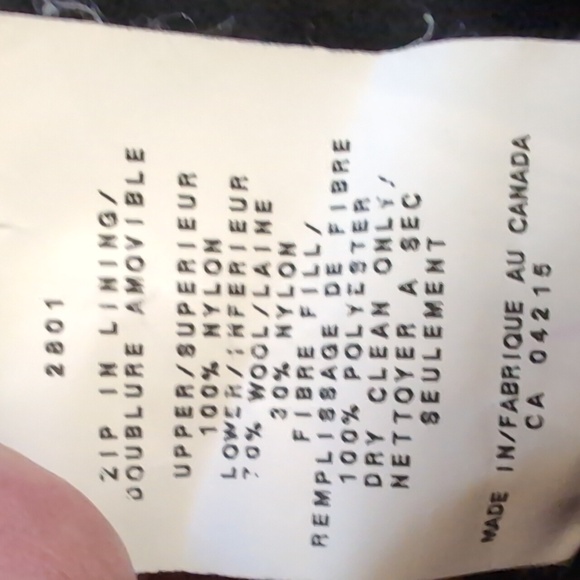 2801
ZIP IN LINING/
DOUBLURE AMOVIBLE
UPPER/SUPERIEUR
100% NYLON
LOWER/INFERIEUR
70% WOOL/LAINE
30% NYLON
FIBRE FILL/
REMPLISSAGE DE FIBRE
100% POLYESTER
DRY CLEAN ONLY/
NETTOYER A SEC
SEULEMENT
MADE IN/FABRIQUE AU CANADA
CA 04215